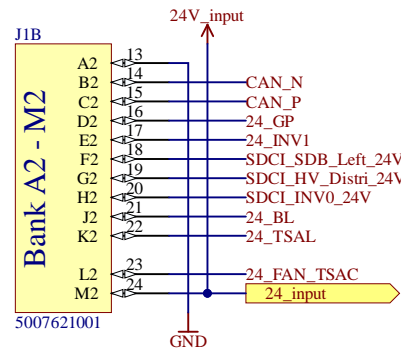 24V_input
J1B
Bank A2 - M2
A2 13
B2 14 CAN_N
C2 15 CAN_P
D2 16 24_GP
E2 17 24_INV1
F2 18 SDCI_SDB_Left_24V
G2 19 SDCI_HV_Distri_24V
H2 20 SDCI_INV0_24V
J2 21 24_BL
K2 22 24_TSAL
L2 23 24_FAN_TSAC
M2 24 24_input
5007621001
GND